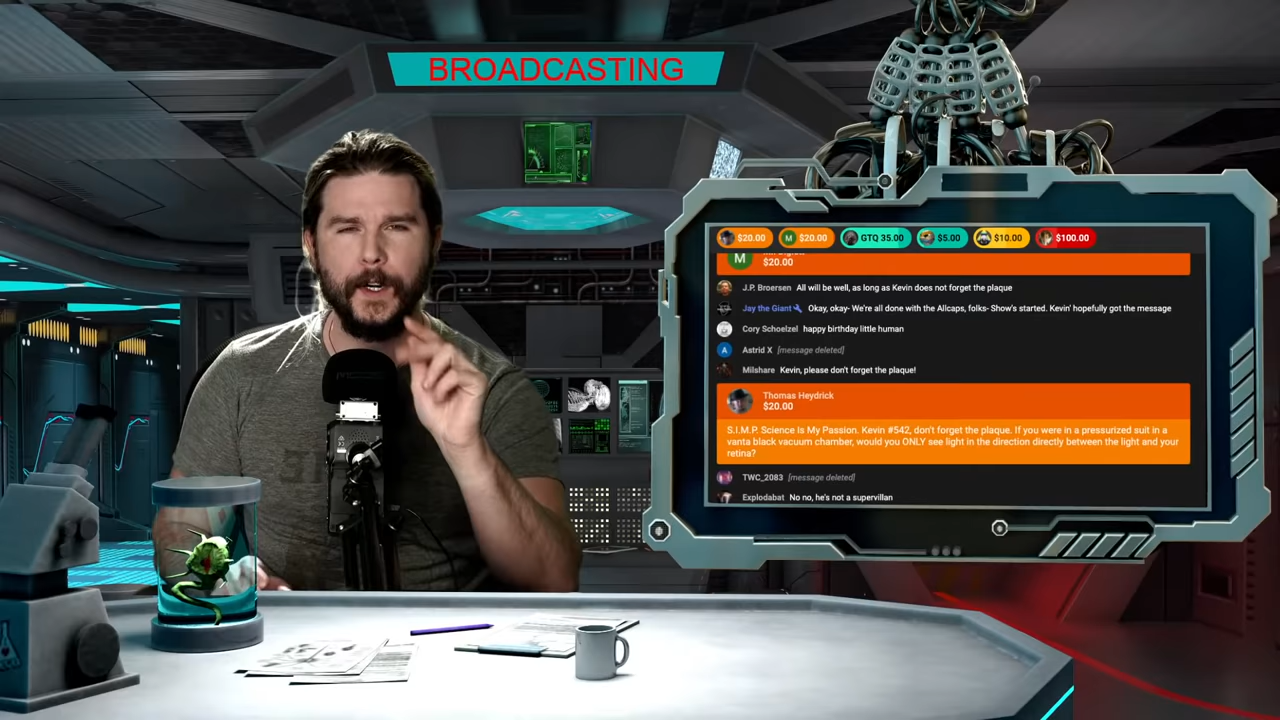 BROADCASTING
$20.00
M $20.00
GTQ 35.00
$5.00
$10.00
$100.00
M
$20.00
J.P. Broersen All will be well, as long as Kevin does not forget the plaque
Jay the Giant Okay, okay- We're all done with the Allcaps, folks- Show's started. Kevin' hopefully got the message
Cory Schoelzel happy birthday little human
A Astrid X [message deleted]
Milshare Kevin, please don't forget the plaque!
Thomas Heydrick
$20.00
S.I.M.P. Science Is My Passion. Kevin #542, don't forget the plaque. If you were in a pressurized suit in a
vanta black vacuum chamber, would you ONLY see light in the direction directly between the light and your
retina?
TWC_2083 [message deleted]
Explodabat No no, he's not a supervillan